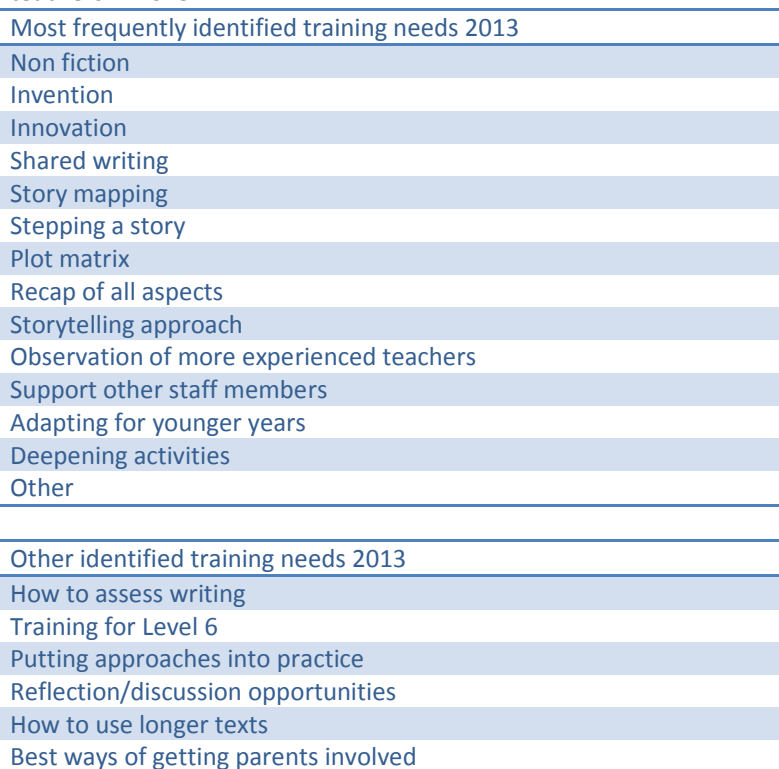 Most frequently identified training needs 2013
Non fiction
Invention
Innovation
Shared writing
Story mapping
Stepping a story
Plot matrix
Recap of all aspects
Storytelling approach
Observation of more experienced teachers
Support other staff members
Adapting for younger years
Deepening activities
Other
Other identified training needs 2013
How to assess writing
Training for Level 6
Putting approaches into practice
Reflection/discussion opportunities
How to use longer texts
Best ways of getting parents involved